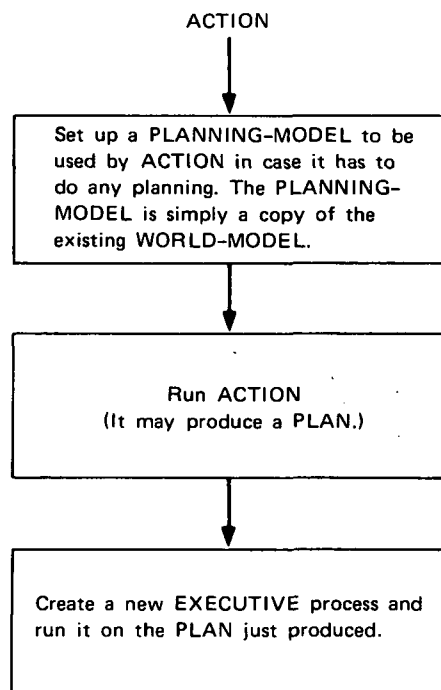 ACTION
Set up a PLANNING-MODEL to be
used by ACTION in case it has to
do any planning. The PLANNING-
MODEL is simply a copy of the
existing WORLD-MODEL.
Run ACTION
(It may produce a PLAN.)
Create a new EXECUTIVE process and
run it on the PLAN just produced.